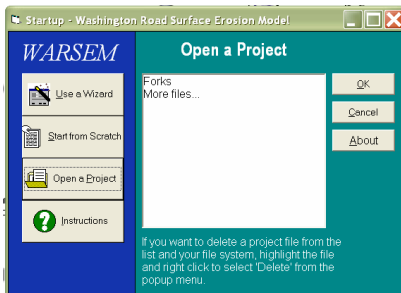 Startup - Washington Road Surface Erosion Model
WARSEM
Use a Wizard
Start from Scratch
Open a Project
Instructions
Open a Project
Forks
More files...
OK
Cancel
About
If you want to delete a project file from the
list and your file system, highlight the file
and right click to select 'Delete' from the
popup menu.